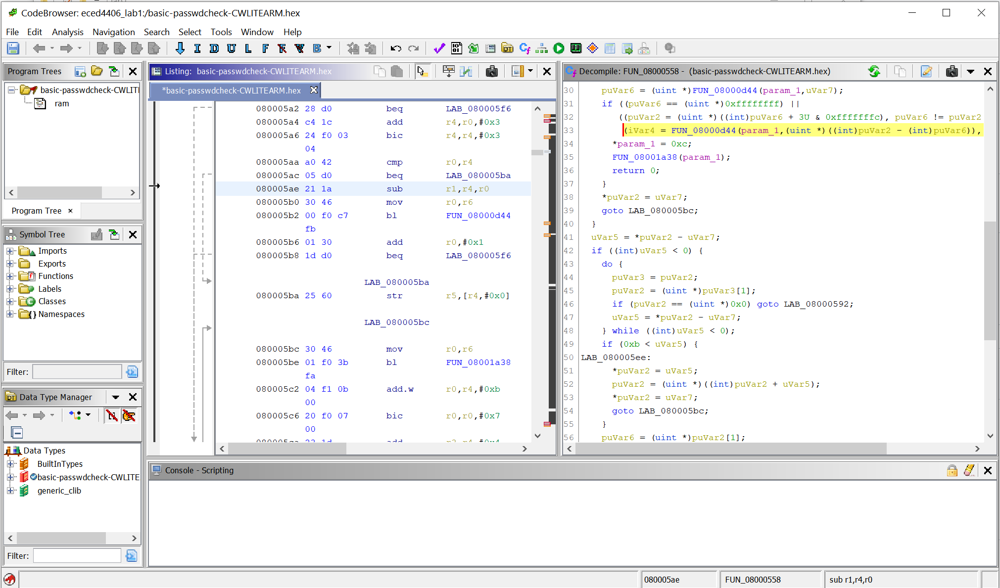 CodeBrowser: eced4406_lab1:/basic-passwdcheck-CWLITEARM.hex
File Edit Analysis Navigation Search Select Tools Window Help
I D U L F B
Program Trees
basic-passwdcheck-CWLITI
ram
Program Tree
Symbol Tree
Imports
Exports
Functions
Labels
Classes
Namespaces
Filter:
Data Type Manager
Data Types
BuiltInTypes
basic-passwdcheck-CWLITE
generic_clib
Filter:
Listing: basic-passwdcheck-CWLITEARM.hex
*basic-passwdcheck-CWLITEARM.hex
080005a2 28 d0 beq LAB_080005f6
080005a4 c4 1c add r4,r0,#0x3
080005a6 24 f0 03 bic r4,r4,#0x3
04
080005aa a0 42 cmp r0,r4
080005ac 05 d0 beq LAB_080005ba
080005ae 21 1a sub r1,r4,r0
080005b0 30 46 mov r0,r6
080005b2 00 f0 c7 bl FUN_08000d44
fb
080005b6 01 30 add r0,#0x1
080005b8 1d d0 beq LAB_080005f6
LAB_080005ba
080005ba 25 60 str r5,[r4,#0x0]
LAB_080005bc
080005bc 30 46 mov r0,r6
080005be 01 f0 3b bl FUN_08001a38
fa
080005c2 04 f1 0b add.w r0,r4,#0xb
00
080005c6 20 f0 07 bic r0,r0,#0x7
00
080005ca 23 1d add r3,r4,#0x4
Decompile: FUN_08000558 - (basic-passwdcheck-CWLITEARM.hex)
30 puVar6 = (uint *)FUN_08000d44(param_1,uVar7);
31 if ((puVar6 == (uint *)0xffffffff) ||
32 ((puVar2 = (uint *)((int)puVar6 + 3U & 0xfffffffc), puVar6 != puVar2
33 (iVar4 = FUN_08000d44(param_1,(uint *)((int)puVar2 - (int)puVar6)),
34 *param_1 = 0xc;
35 FUN_08001a38(param_1);
36 return 0;
37 }
38 *puVar2 = uVar7;
39 goto LAB_080005bc;
40 }
41 uVar5 = *puVar2 - uVar7;
42 if ((int)uVar5 < 0) {
43 do {
44 puVar3 = puVar2;
45 puVar2 = (uint *)puVar3[1];
46 if (puVar2 == (uint *)0x0) goto LAB_08000592;
47 uVar5 = *puVar2 - uVar7;
48 } while ((int)uVar5 < 0);
49 if (0xb < uVar5) {
50 LAB_080005ee:
51 *puVar2 = uVar5;
52 puVar2 = (uint *)((int)puVar2 + uVar5);
53 *puVar2 = uVar7;
54 goto LAB_080005bc;
55 }
56 puVar6 = (uint *)puVar2[1];
Console - Scripting
080005ae FUN_08000558 sub r1,r4,r0